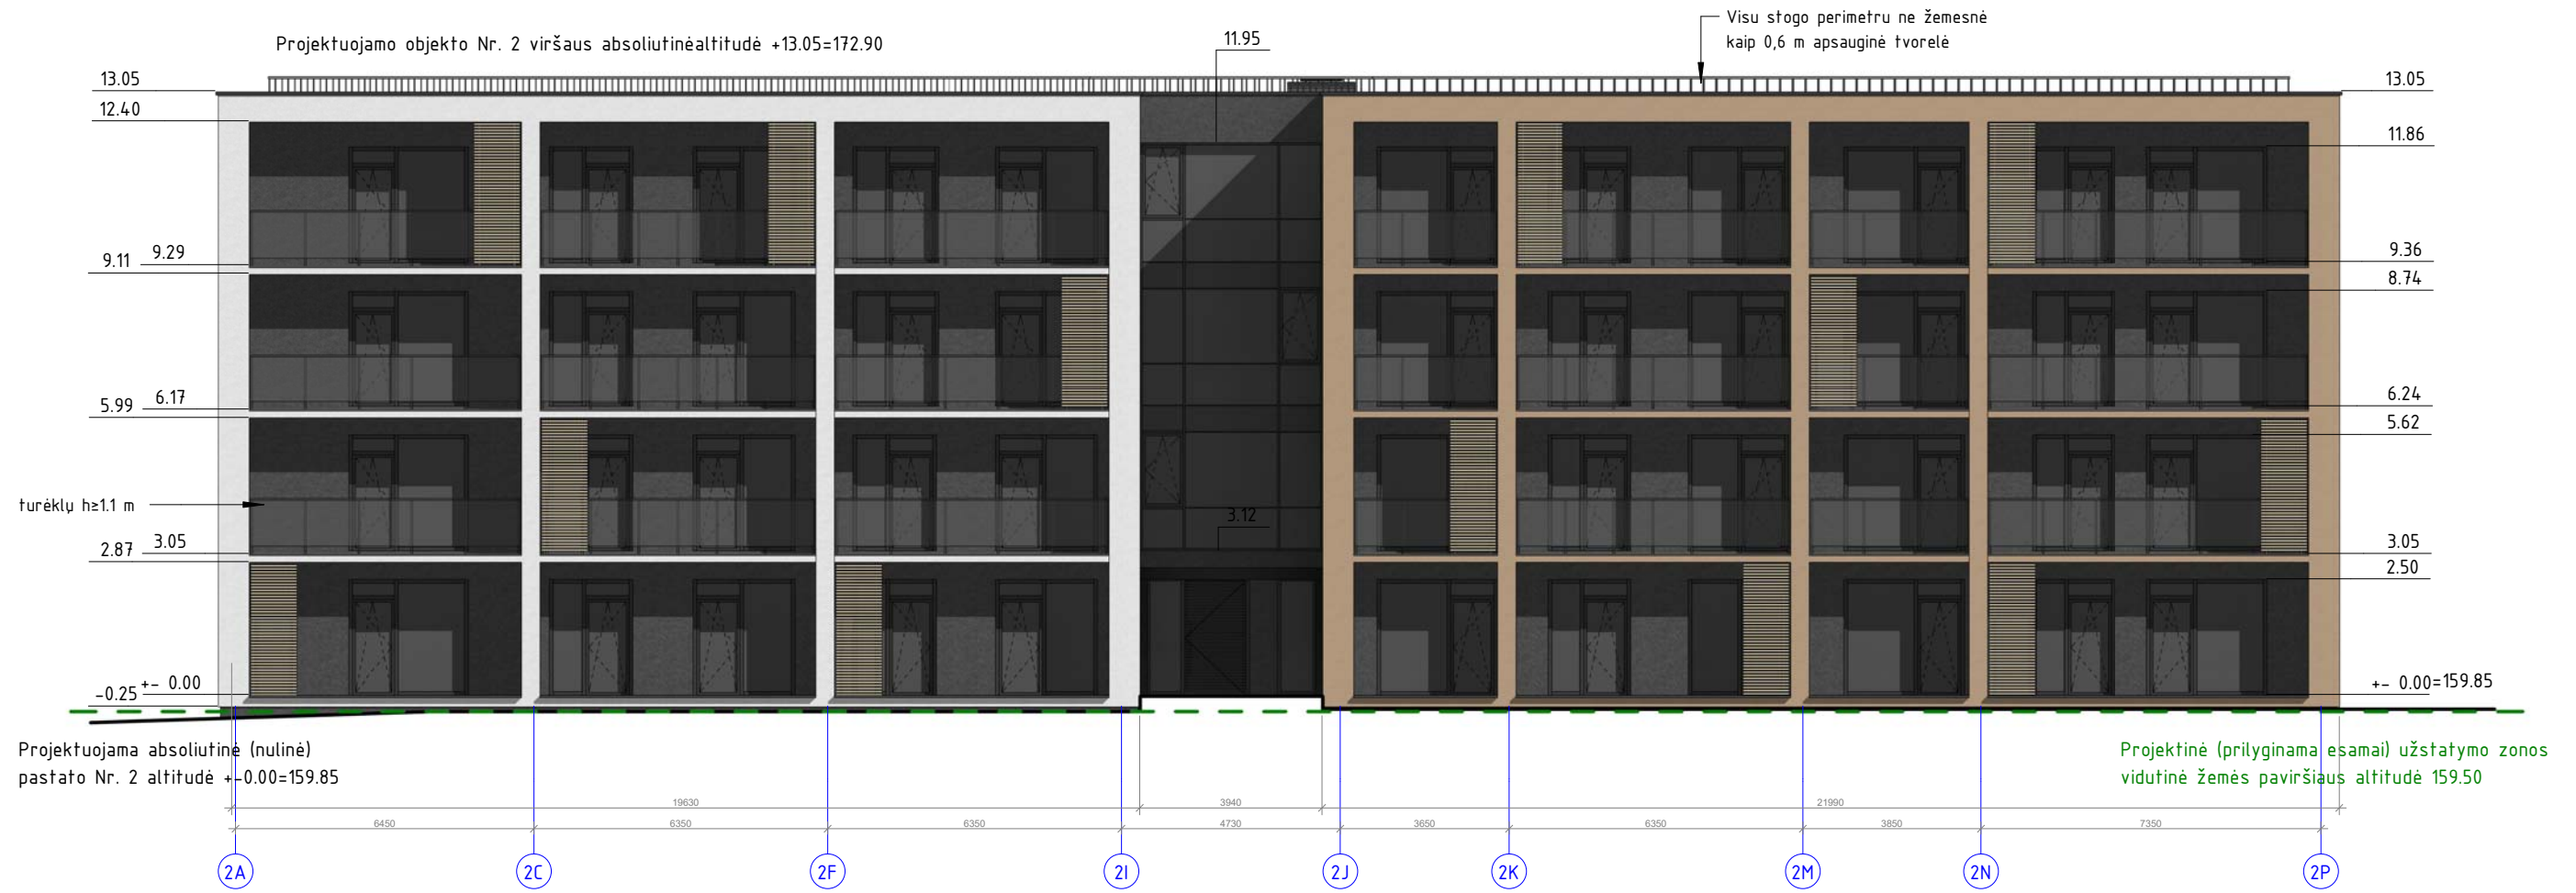 Visu stogo perimetru ne žemesnė
kaip 0,6 m apsauginė tvorelė
Projektuojamo objekto Nr. 2 viršaus absoliutinėaltitudė +13.05=172.90
11.95
13.05
12.40
9.29
9.11
6.17
5.99
turėklų h≥1.1 m
3.05
2.87
+- 0.00
-0.25
3.12
13.05
11.86
9.36
8.74
6.24
5.62
3.05
2.50
+- 0.00=159.85
Projektuojama absoliutinė (nulinė)
pastato Nr. 2 altitudė +-0.00=159.85
Projektinė (prilyginama esamai) užstatymo zonos
vidutinė žemės paviršiaus altitudė 159.50
19630 3940 21990
6450 6350 6350 4730 3650 6350 3850 7350
2A 2C 2F 2I 2J 2K 2M 2N 2P